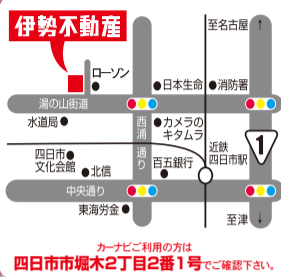 伊勢不動産
至名古屋
ローソン
日本生命
消防署
湯の山街道
水道局
カメラの
キタムラ
西浦通り
1
四日市市
文化会館
北信
百五銀行
近鉄
四日市駅
中央通り
東海労金
至津
カーナビご利用の方は
四日市市堀木2丁目2番1号でご確認下さい。